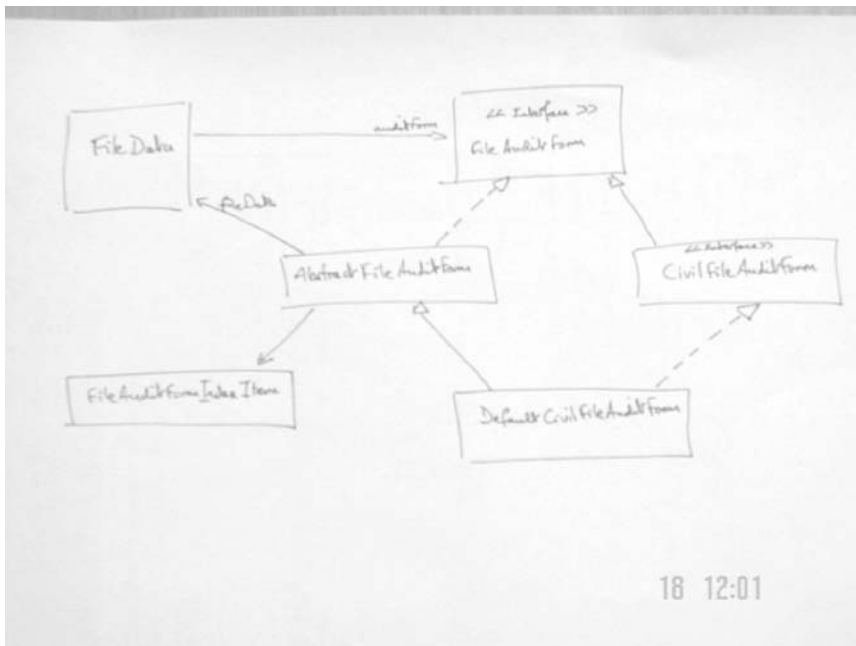 << Interface >>
File Audit Form
auditForm
File Data
fileData
<<Interface>>
Civil File Audit Form
Abstract File Audit Form
File Audit Form Index Item
Default Civil File Audit Form
18 12:01